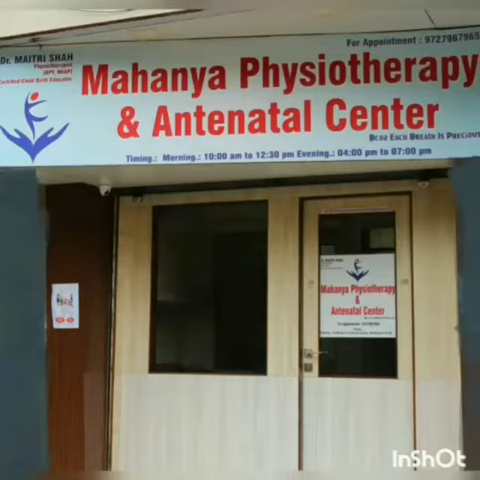 For Appointment : 9727967965
Dr. MAITRI SHAH
Physiotherapist
(BPT, MIAP)
Certified Child Birth Educator
Mahanya Physiotherapy
& Antenatal Center
Bcoz Each Breath Is Precious
Timing.: Morning.: 10:00 am to 12:30 pm Evening.: 04:00 pm to 07:00 pm
Mahanya Physiotherapy
&
Antenatal Center
InShOt